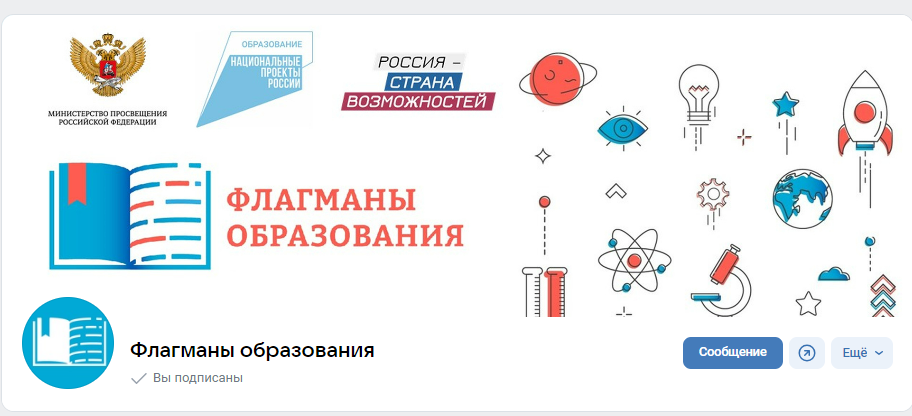 МИНИСТЕРСТВО ПРОСВЕЩЕНИЯ
РОССИЙСКОЙ ФЕДЕРАЦИИ
ОБРАЗОВАНИЕ
НАЦИОНАЛЬНЫЕ
ПРОЕКТЫ
РОССИИ
РОССИЯ –
СТРАНА
ВОЗМОЖНОСТЕЙ
ФЛАГМАНЫ
ОБРАЗОВАНИЯ
Флагманы образования
Вы подписаны
Сообщение
Ещё